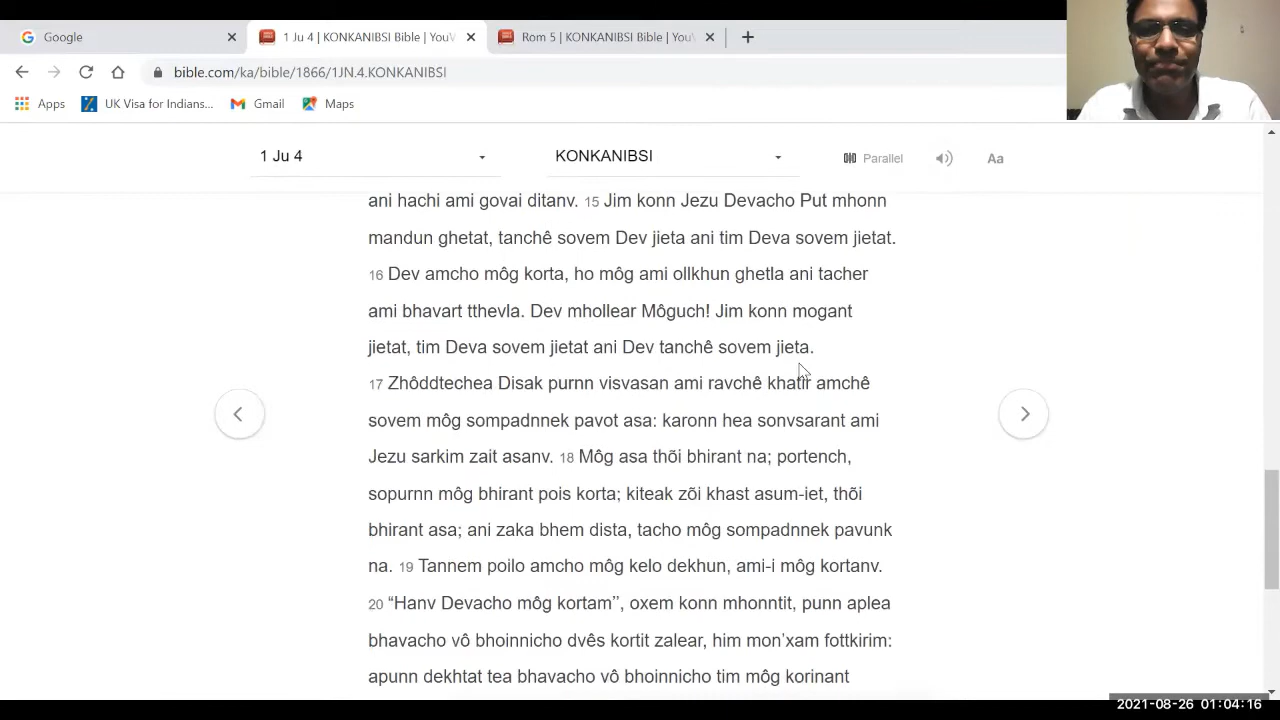 Google
1 Ju 4 | KONKANIBSI Bible | YouV
Rom 5 | KONKANIBSI Bible | YouV
bible.com/ka/bible/1866/1JN.4.KONKANIBSI
Apps
UK Visa for Indians...
Gmail
Maps
1 Ju 4
KONKANIBSI
Parallel
Aa
ani hachi ami govai ditanv. 15 Jim konn Jezu Devacho Put mhonn
mandun ghetat, tanchê sovem Dev jieta ani tim Deva sovem jietat.
16 Dev amcho môg korta, ho môg ami ollkhun ghetla ani tacher
ami bhavart tthevla. Dev mhollear Môguch! Jim konn mogant
jietat, tim Deva sovem jietat ani Dev tanchê sovem jieta.
17 Zhôddtechea Disak purnn visvasan ami ravchê khatir amchê
sovem môg sompadnnek pavot asa: karonn hea sonvsarant ami
Jezu sarkim zait asanv. 18 Môg asa thõi bhirant na; portench,
sopurnn môg bhirant pois korta; kiteak zõi khast asum-iet, thõi
bhirant asa; ani zaka bhem dista, tacho môg sompadnnek pavunk
na. 19 Tannem poilo amcho môg kelo dekhun, ami-i môg kortanv.
20 “Hanv Devacho môg kortam’’, oxem konn mhonntit, punn aplea
bhavacho vô bhoinnicho dvês kortit zalear, him mon’xam fottkirim:
apunn dekhtat tea bhavacho vô bhoinnicho tim môg korinant
2021-08-26 01:04:16